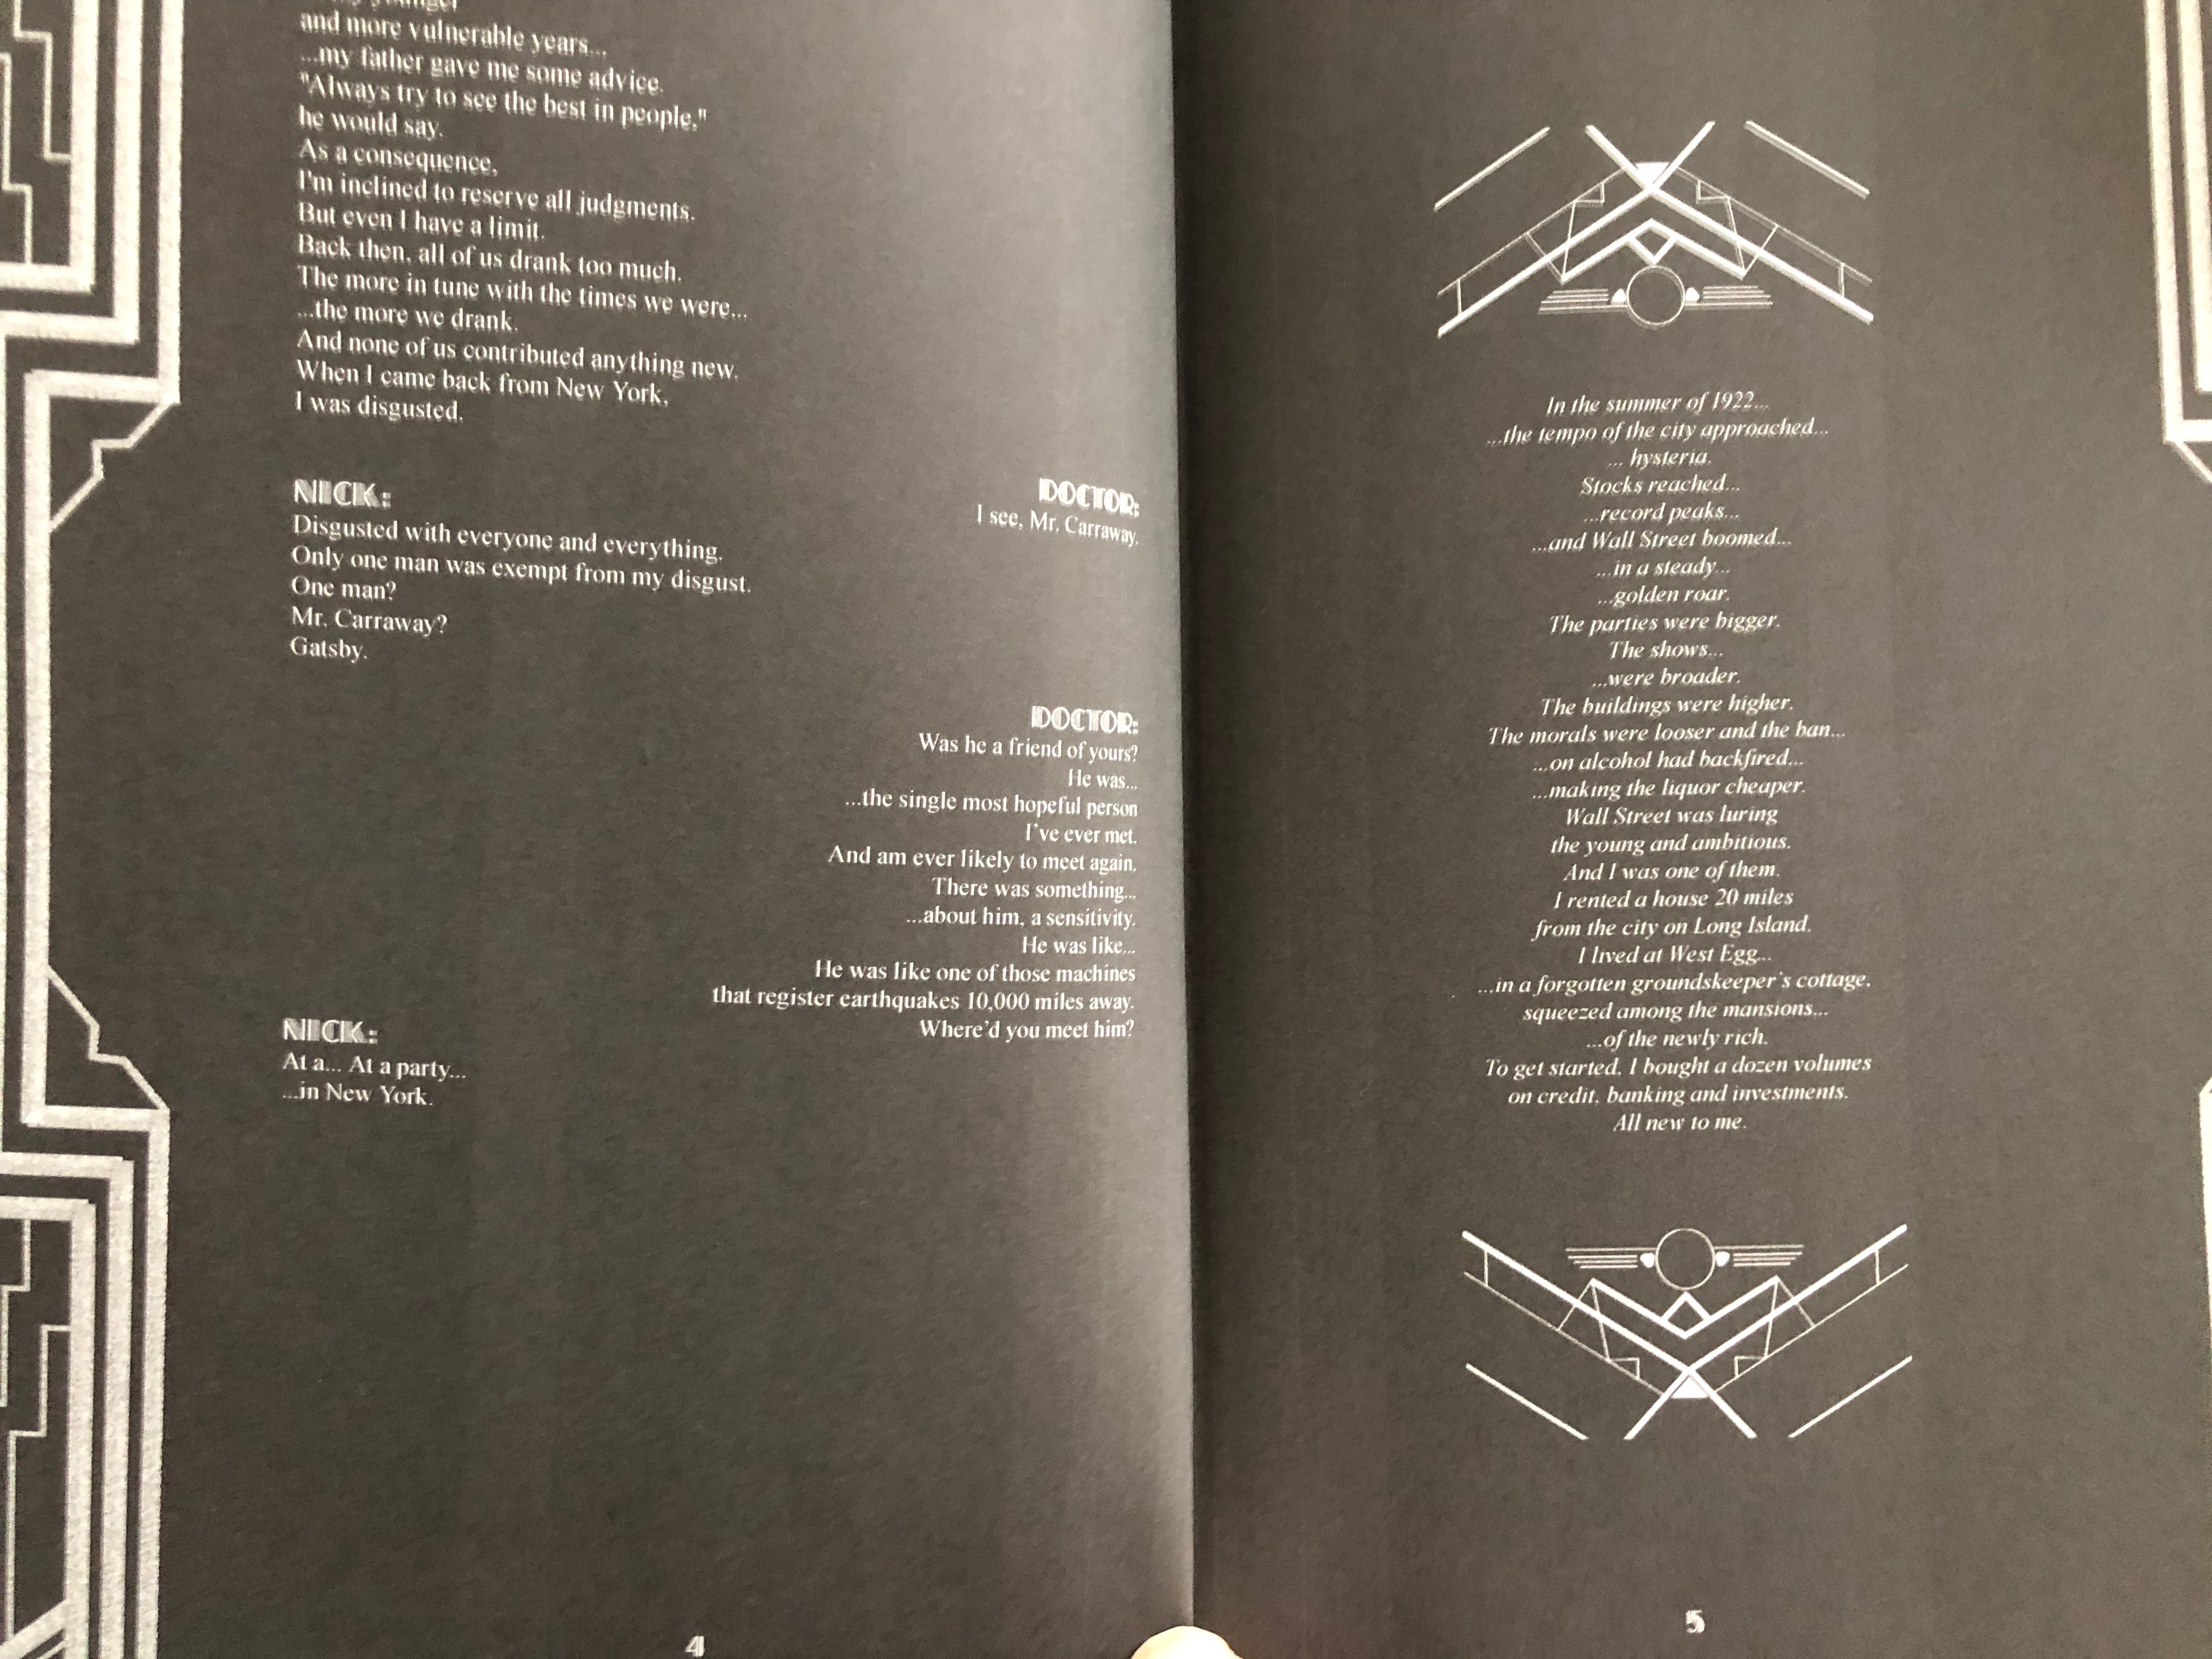 and more vulnerable years...
...my father gave me some advice.
"Always try to see the best in people,"
he would say.
As a consequence,
I'm inclined to reserve all judgments.
But even I have a limit.
Back then, all of us drank too much.
The more in tune with the times we were...
...the more we drank.
And none of us contributed anything new.
When I came back from New York,
I was disgusted.
DOCTOR:
I see, Mr. Carraway.
NICK:
Disgusted with everyone and everything.
Only one man was exempt from my disgust.
One man?
Mr. Carraway?
Gatsby.
DOCTOR:
Was he a friend of yours?
He was...
...the single most hopeful person
I've ever met.
And am ever likely to meet again.
There was something...
...about him, a sensitivity.
He was like...
He was like one of those machines
that register earthquakes 10,000 miles away.
Where'd you meet him?
NICK:
At a... At a party...
...in New York.
4
In the summer of 1922...
...the tempo of the city approached...
... hysteria.
Stocks reached...
...record peaks...
...and Wall Street boomed...
...in a steady...
...golden roar.
The parties were bigger.
The shows...
...were broader.
The buildings were higher.
The morals were looser and the ban...
...on alcohol had backfired...
...making the liquor cheaper.
Wall Street was luring
the young and ambitious.
And I was one of them.
I rented a house 20 miles
from the city on Long Island.
I lived at West Egg...
...in a forgotten groundskeeper's cottage,
squeezed among the mansions...
...of the newly rich.
To get started, I bought a dozen volumes
on credit, banking and investments.
All new to me.
5